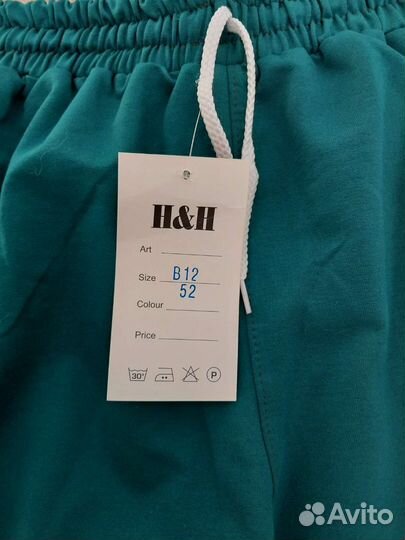 H&H
Art
Size B12
52
Colour
Price
30°
P
Avito